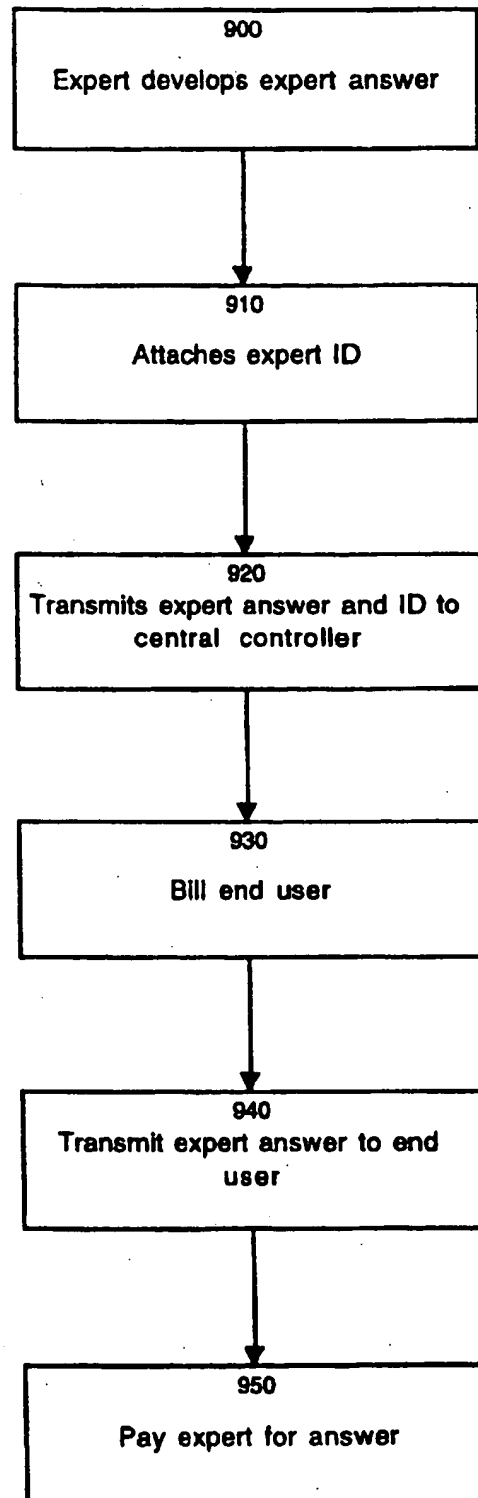 900
Expert develops expert answer
910
Attaches expert ID
920
Transmits expert answer and ID to
central controller
930
Bill end user
940
Transmit expert answer to end
user
950
Pay expert for answer